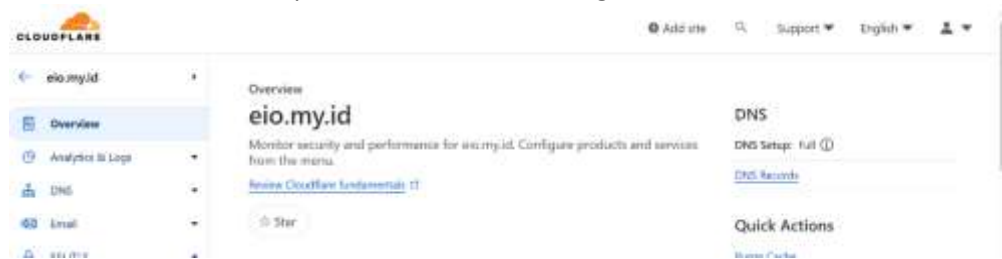 CLOUDFLARE
Add site
Support
English
eio.my.id
Overview
Analytics & Logs
DNS
Email
Overview
eio.my.id
Monitor security and performance for eio.my.id. Configure products and services
from the menu.
Review Cloudflare fundamentals
Star
DNS
DNS Setup: Full
DNS Records
Quick Actions
Purge Cache